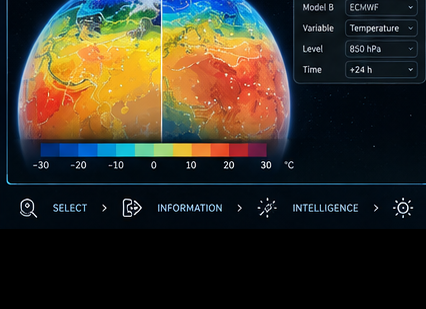 Model B ECMWF
Variable Temperature
Level 850 hPa
Time +24 h
−30 −20 −10 0 10 20 30 °C
SELECT > INFORMATION > INTELLIGENCE >